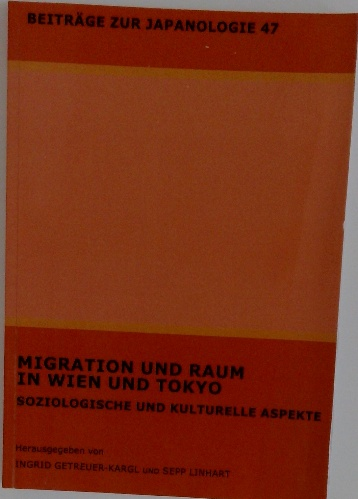 BEITRÄGE ZUR JAPANOLOGIE 47
MIGRATION UND RAUM
IN WIEN UND TOKYO
SOZIOLOGISCHE UND KULTURELLE ASPEKTE
Herausgegeben von
INGRID GETREUER-KARGL UND SEPP LINHART